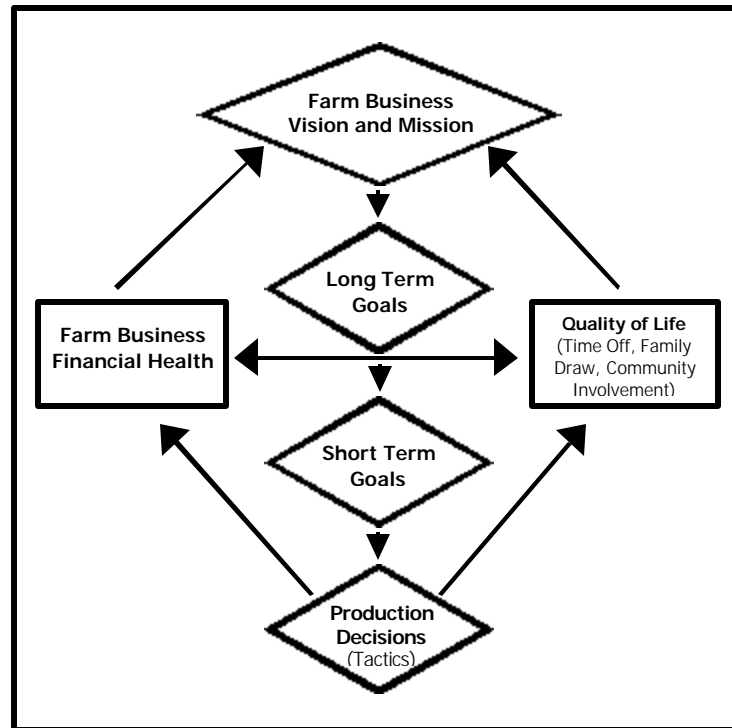 Farm Business
Vision and Mission
Long Term
Goals
Farm Business
Financial Health
Quality of Life
(Time Off, Family
Draw, Community
Involvement)
Short Term
Goals
Production
Decisions
(Tactics)